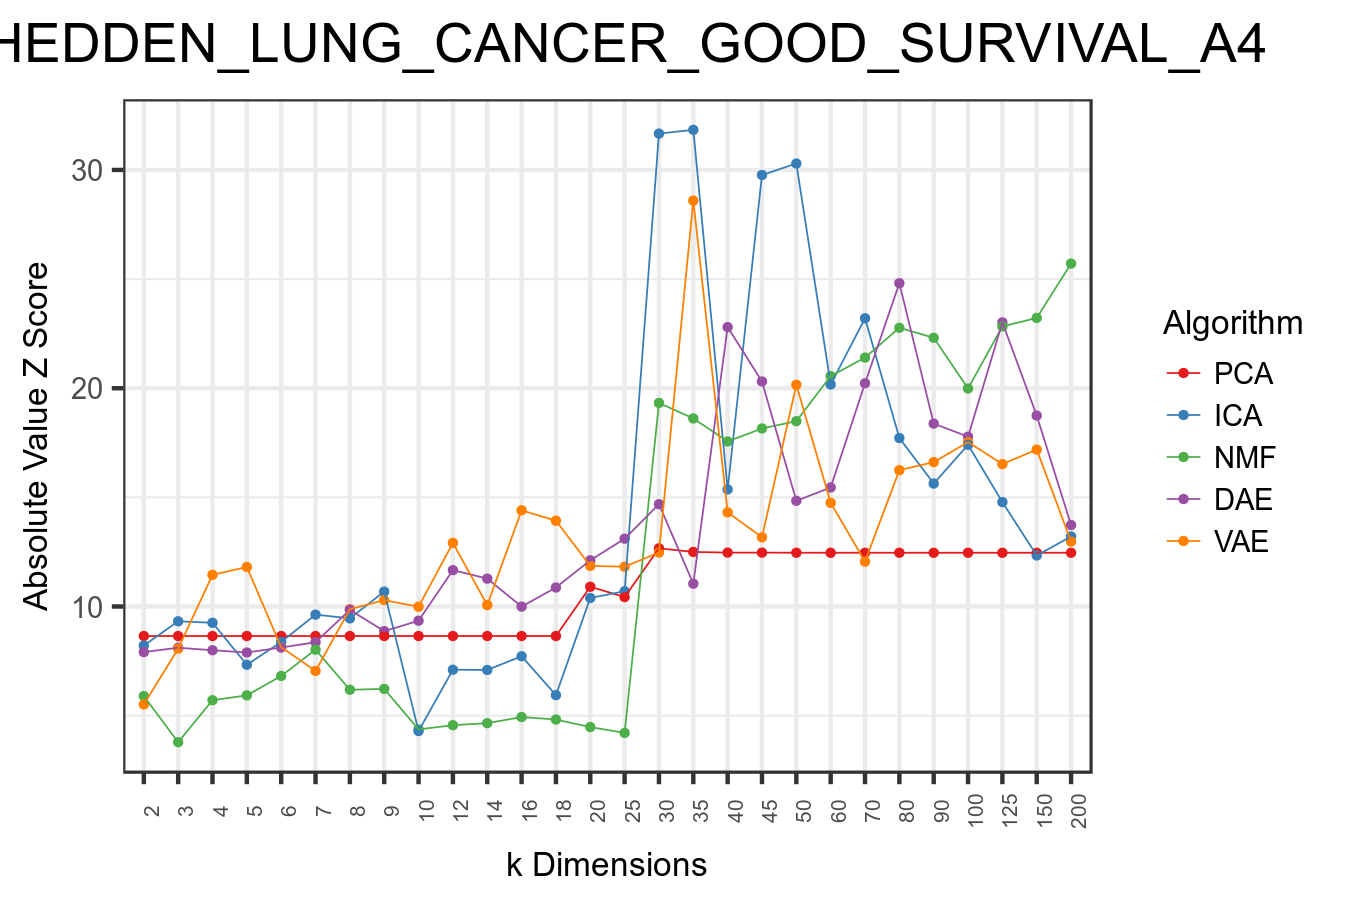 HEDDEN_LUNG_CANCER_GOOD_SURVIVAL_A4
Absolute Value Z Score
30
20
10
2 3 4 5 6 7 8 9 10 12 14 16 18 20 25 30 35 40 45 50 60 70 80 90 100 125 150 200
k Dimensions
Algorithm
PCA
ICA
NMF
DAE
VAE